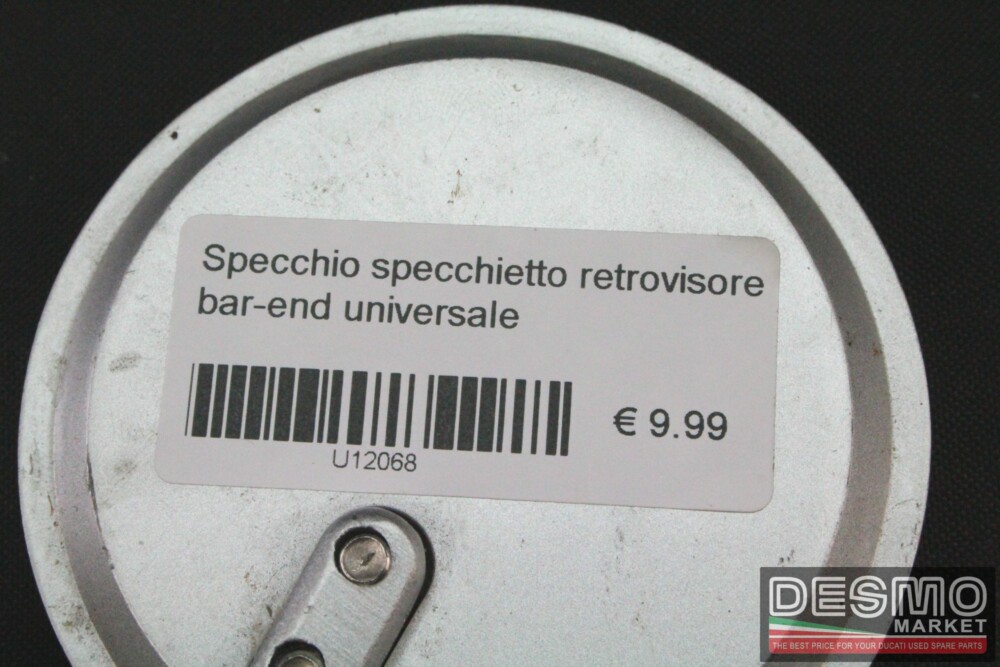 Specchio specchietto retrovisore
bar-end universale
€ 9.99
U12068
DESMO
MARKET
THE BEST PRICE FOR YOUR DUCATI USED SPARE PARTS